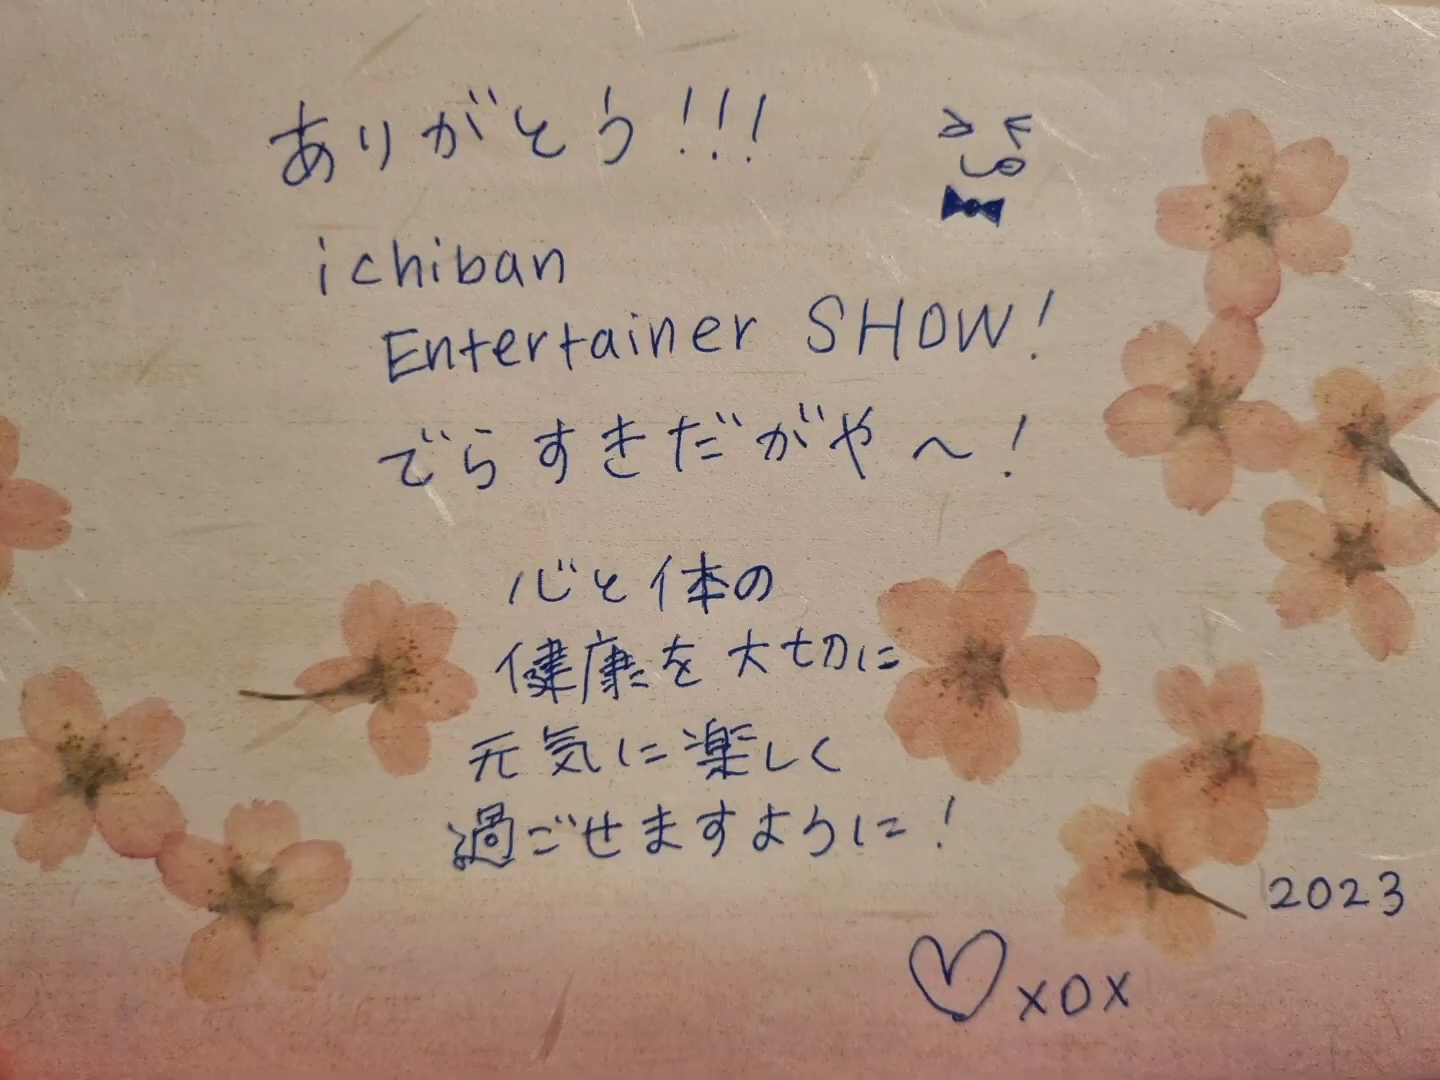 ありがとう!!!
ichiban
Entertainer SHOW!
でらすきだがや〜!
心と体の
健康を大切に
元気に楽しく
過ごせますように!
2023
♡xox